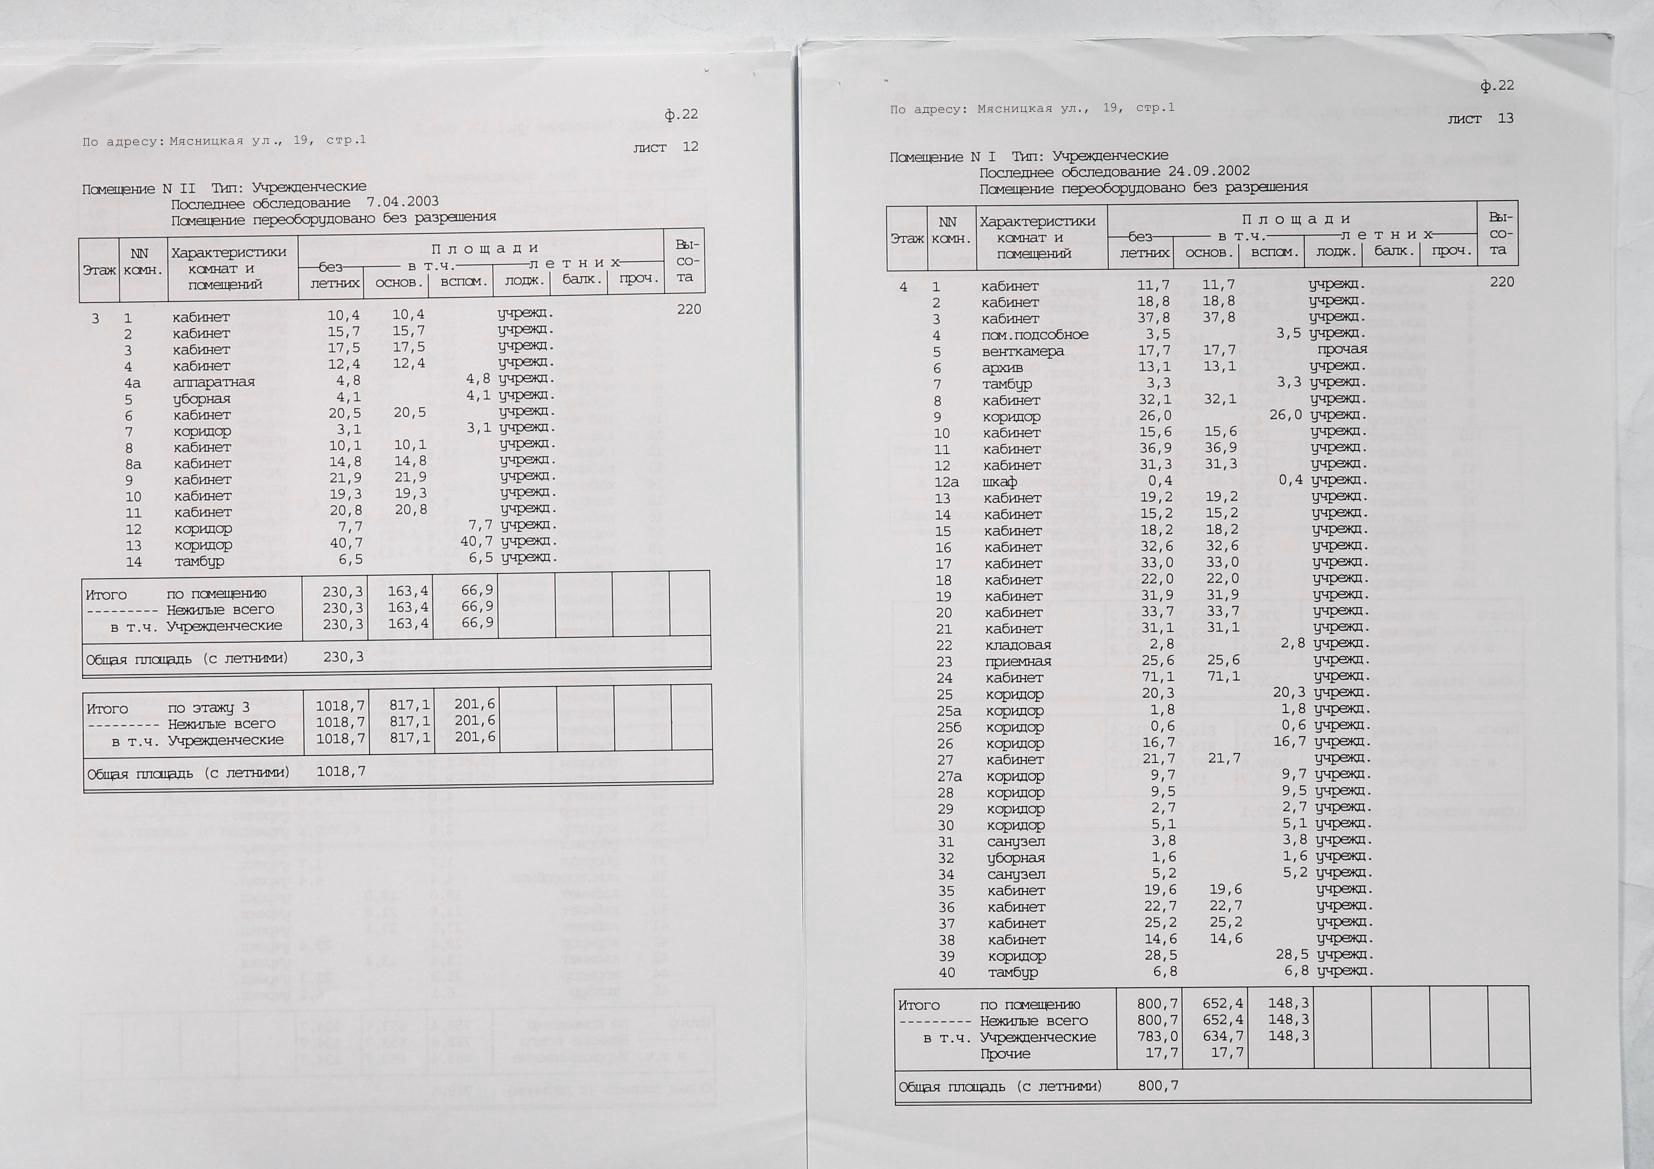 ф.22
По адресу: Мясницкая ул., 19, стр.1
лист 12
Помещение N II Тип: Учрежденческие
Последнее обследование 7.04.2003
Помещение переоборудовано без разрешения
Этаж NN комн. Характеристики комнат и помещений Площади Вы-со-та
без летних в т.ч. основ. вспом. летних лодж. балк. проч.
3 1 кабинет 10,4 10,4 учрежд. 220
2 кабинет 15,7 15,7 учрежд.
3 кабинет 17,5 17,5 учрежд.
4 кабинет 12,4 12,4 учрежд.
4а аппаратная 4,8 4,8 учрежд.
5 уборная 4,1 4,1 учрежд.
6 кабинет 20,5 20,5 учрежд.
7 коридор 3,1 3,1 учрежд.
8 кабинет 10,1 10,1 учрежд.
8а кабинет 14,8 14,8 учрежд.
9 кабинет 21,9 21,9 учрежд.
10 кабинет 19,3 19,3 учрежд.
11 кабинет 20,8 20,8 учрежд.
12 коридор 7,7 7,7 учрежд.
13 коридор 40,7 40,7 учрежд.
14 тамбур 6,5 6,5 учрежд.
Итого по помещению 230,3 163,4 66,9
--------- Нежилые всего 230,3 163,4 66,9
в т.ч. Учрежденческие 230,3 163,4 66,9
Общая площадь (с летними) 230,3
Итого по этажу 3 1018,7 817,1 201,6
--------- Нежилые всего 1018,7 817,1 201,6
в т.ч. Учрежденческие 1018,7 817,1 201,6
Общая площадь (с летними) 1018,7
ф.22
По адресу: Мясницкая ул., 19, стр.1
лист 13
Помещение N I Тип: Учрежденческие
Последнее обследование 24.09.2002
Помещение переоборудовано без разрешения
Этаж NN комн. Характеристики комнат и помещений Площади Вы-со-та
без летних в т.ч. основ. вспом. летних лодж. балк. проч.
4 1 кабинет 11,7 11,7 учрежд. 220
2 кабинет 18,8 18,8 учрежд.
3 кабинет 37,8 37,8 учрежд.
4 пом.подсобное 3,5 3,5 учрежд.
5 венткамера 17,7 17,7 прочая
6 архив 13,1 13,1 учрежд.
7 тамбур 3,3 3,3 учрежд.
8 кабинет 32,1 32,1 учрежд.
9 коридор 26,0 26,0 учрежд.
10 кабинет 15,6 15,6 учрежд.
11 кабинет 36,9 36,9 учрежд.
12 кабинет 31,3 31,3 учрежд.
12а шкаф 0,4 0,4 учрежд.
13 кабинет 19,2 19,2 учрежд.
14 кабинет 15,2 15,2 учрежд.
15 кабинет 18,2 18,2 учрежд.
16 кабинет 32,6 32,6 учрежд.
17 кабинет 33,0 33,0 учрежд.
18 кабинет 22,0 22,0 учрежд.
19 кабинет 31,9 31,9 учрежд.
20 кабинет 33,7 33,7 учрежд.
21 кабинет 31,1 31,1 учрежд.
22 кладовая 2,8 2,8 учрежд.
23 приемная 25,6 25,6 учрежд.
24 кабинет 71,1 71,1 учрежд.
25 коридор 20,3 20,3 учрежд.
25а коридор 1,8 1,8 учрежд.
25б коридор 0,6 0,6 учрежд.
26 коридор 16,7 16,7 учрежд.
27 кабинет 21,7 21,7 учрежд.
27а коридор 9,7 9,7 учрежд.
28 коридор 9,5 9,5 учрежд.
29 коридор 2,7 2,7 учрежд.
30 коридор 5,1 5,1 учрежд.
31 санузел 3,8 3,8 учрежд.
32 уборная 1,6 1,6 учрежд.
34 санузел 5,2 5,2 учрежд.
35 кабинет 19,6 19,6 учрежд.
36 кабинет 22,7 22,7 учрежд.
37 кабинет 25,2 25,2 учрежд.
38 кабинет 14,6 14,6 учрежд.
39 коридор 28,5 28,5 учрежд.
40 тамбур 6,8 6,8 учрежд.
Итого по помещению 800,7 652,4 148,3
--------- Нежилые всего 800,7 652,4 148,3
в т.ч. Учрежденческие 783,0 634,7 148,3
Прочие 17,7 17,7
Общая площадь (с летними) 800,7